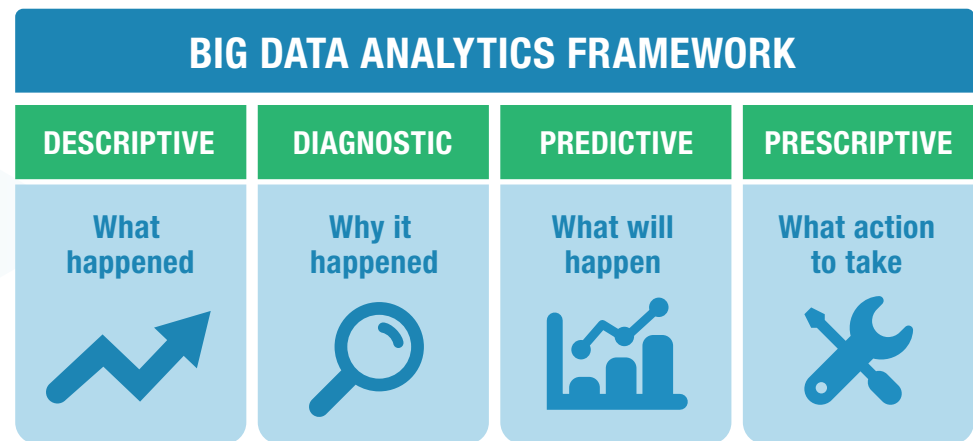 BIG DATA ANALYTICS FRAMEWORK
DESCRIPTIVE
DIAGNOSTIC
PREDICTIVE
PRESCRIPTIVE
What
happened
Why it
happened
What will
happen
What action
to take